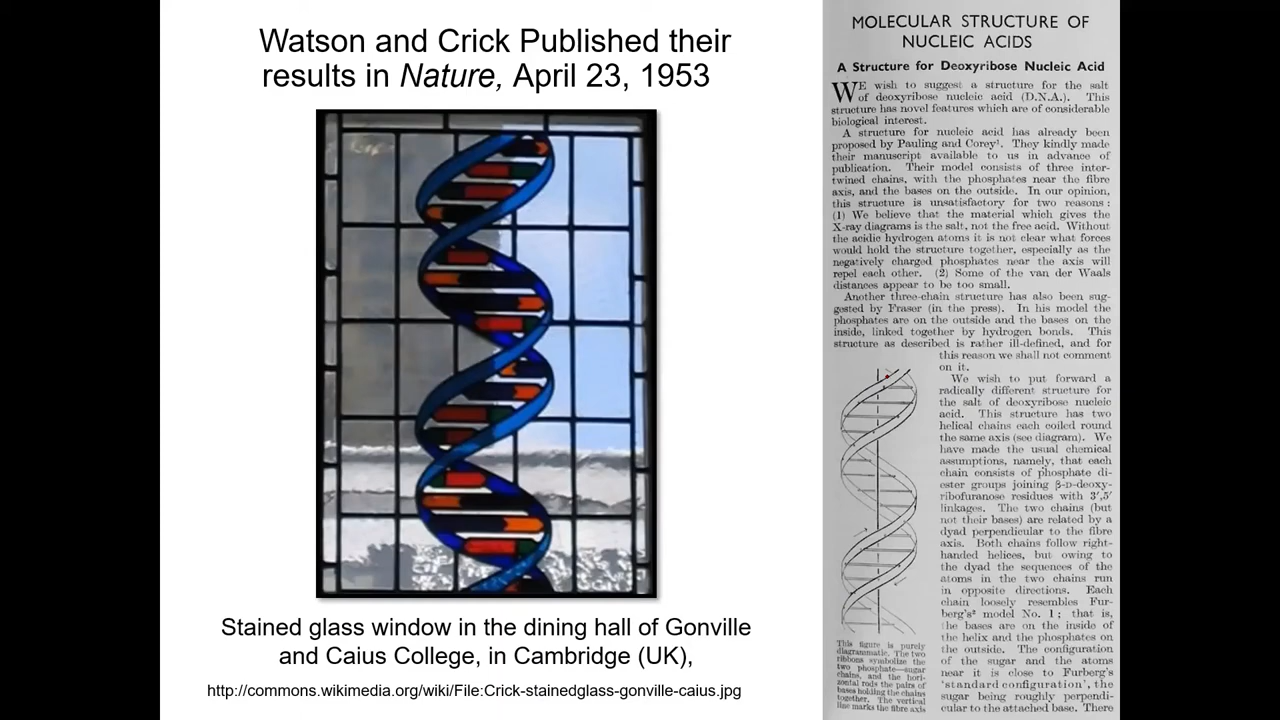 Watson and Crick Published their
results in Nature, April 23, 1953
Stained glass window in the dining hall of Gonville
and Caius College, in Cambridge (UK),
http://commons.wikimedia.org/wiki/File:Crick-stainedglass-gonville-caius.jpg
MOLECULAR STRUCTURE OF
NUCLEIC ACIDS
A Structure for Deoxyribose Nucleic Acid
WE wish to suggest a structure for the salt
of deoxyribose nucleic acid (D.N.A.). This
structure has novel features which are of considerable
biological interest.
A structure for nucleic acid has already been
proposed by Pauling and Corey¹. They kindly made
their manuscript available to us in advance of
publication. Their model consists of three inter-
twined chains, with the phosphates near the fibre
axis, and the bases on the outside. In our opinion,
this structure is unsatisfactory for two reasons :
(1) We believe that the material which gives the
X-ray diagrams is the salt, not the free acid. Without
the acidic hydrogen atoms it is not clear what forces
would hold the structure together, especially as the
negatively charged phosphates near the axis will
repel each other. (2) Some of the van der Waals
distances appear to be too small.
Another three-chain structure has also been sug-
gested by Fraser (in the press). In his model the
phosphates are on the outside and the bases on the
inside, linked together by hydrogen bonds. This
structure as described is rather ill-defined, and for
this reason we shall not comment
on it.
We wish to put forward a
radically different structure for
the salt of deoxyribose nucleic
acid. This structure has two
helical chains each coiled round
the same axis (see diagram). We
have made the usual chemical
assumptions, namely, that each
chain consists of phosphate di-
ester groups joining β-D-deoxy-
ribofuranose residues with 3′,5′
linkages. The two chains (but
not their bases) are related by a
dyad perpendicular to the fibre
axis. Both chains follow right-
handed helices, but owing to
the dyad the sequences of the
atoms in the two chains run
in opposite directions. Each
chain loosely resembles Fur-
berg's² model No. 1 ; that is,
the bases are on the inside of
the helix and the phosphates on
the outside. The configuration
of the sugar and the atoms
near it is close to Furberg's
'standard configuration', the
sugar being roughly perpendi-
cular to the attached base. There
This figure is purely
diagrammatic. The two
ribbons symbolize the
two phosphate—sugar
chains, and the hori-
zontal rods the pairs of
bases holding the chains
together. The vertical
line marks the fibre axis